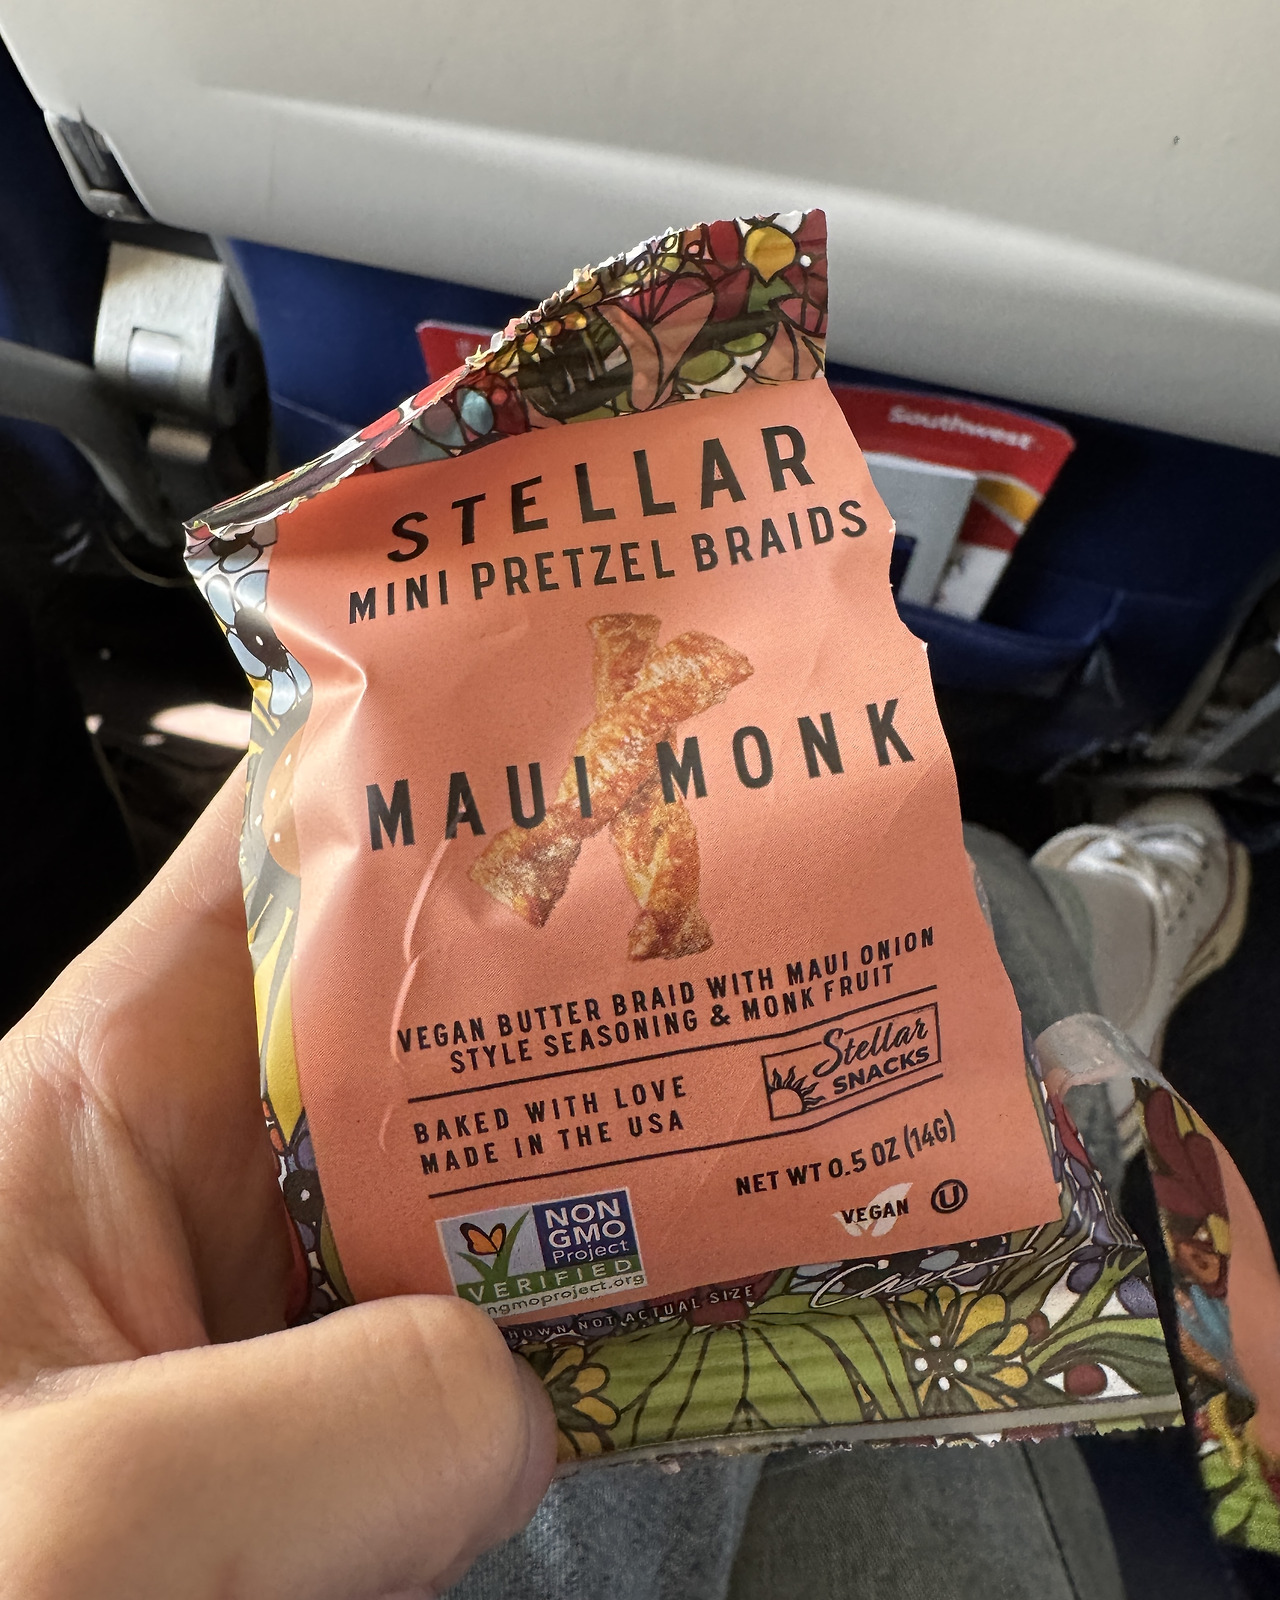 Southwest
STELLAR
MINI PRETZEL BRAIDS
MAUI MONK
VEGAN BUTTER BRAID WITH MAUI ONION
STYLE SEASONING & MONK FRUIT
BAKED WITH LOVE
MADE IN THE USA
Stellar
SNACKS
NET WT 0.5 OZ (14G)
VEGAN U
NON
GMO
Project
VERIFIED
ngmoproject.org
NOT ACTUAL SIZE